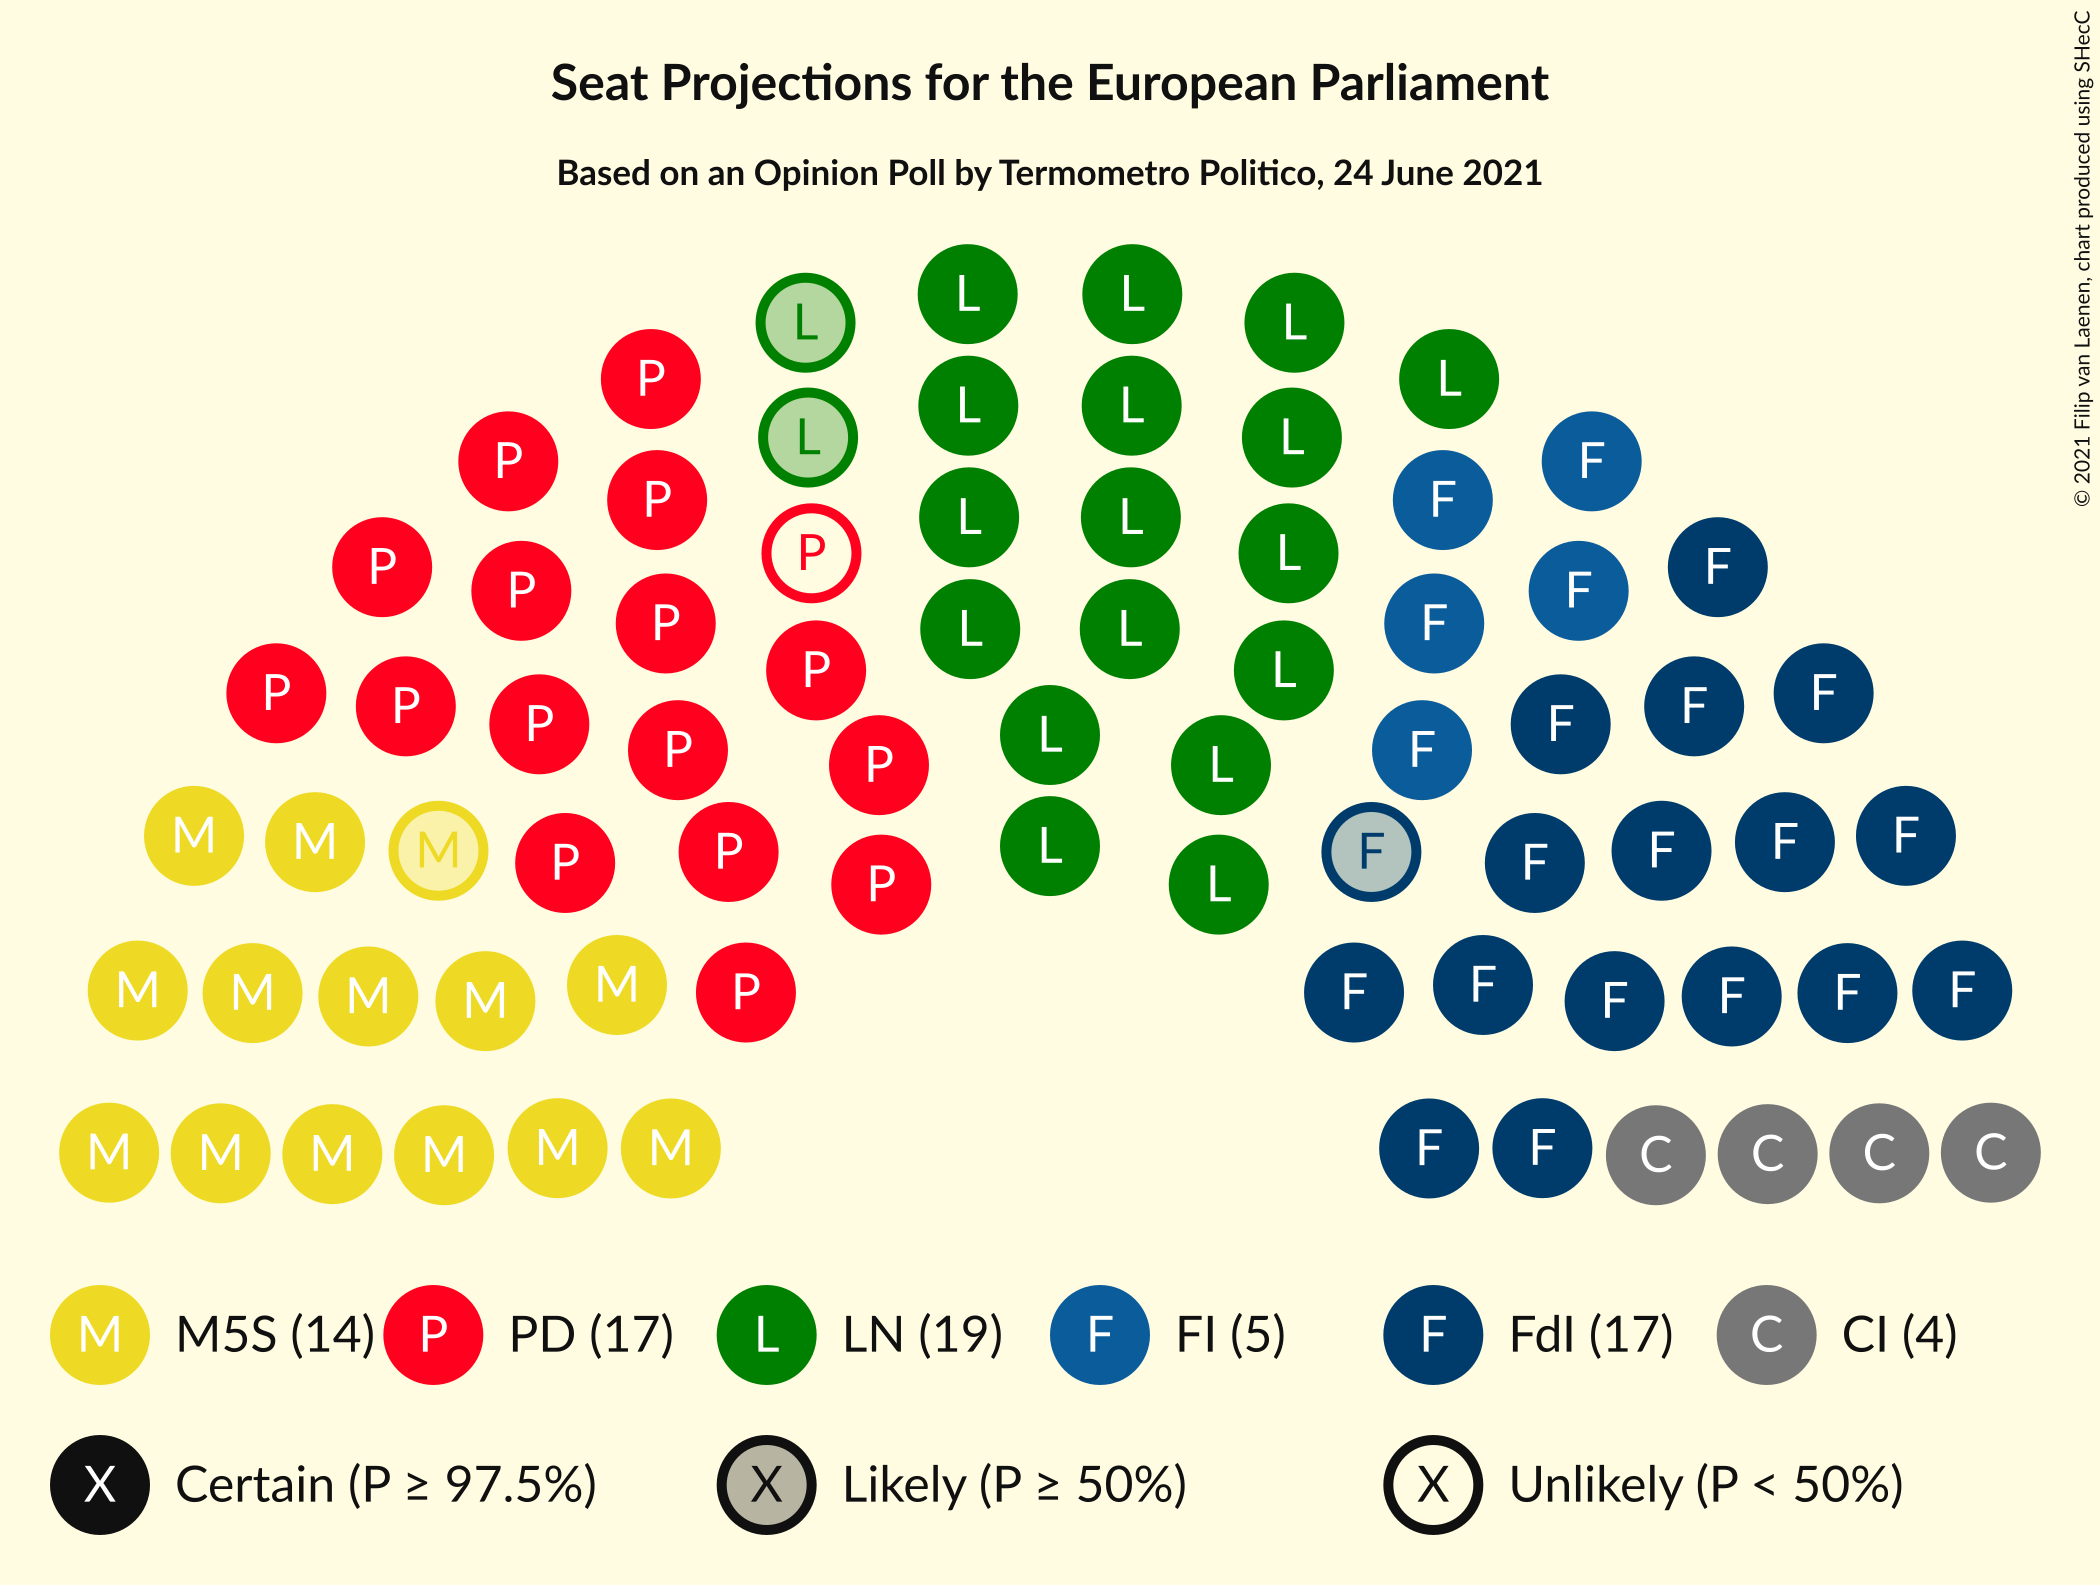 Seat Projections for the European Parliament
Based on an Opinion Poll by Termometro Politico, 24 June 2021
© 2021 Filip van Laenen, chart produced using SHecC
L L
L L
L L
P L
L L
P F
L L
L L
P F
P F
L L
P L
P F
P F
P F
L L
P L
P F
P P F F
P P F F
L
P L
M M M P P F F F F F
L
P L
M M M M M P F F F F F F
M M M M M M F F C C C C
M M5S (14) P PD (17) L LN (19) F FI (5) F FdI (17) C CI (4)
X Certain (P ≥ 97.5%) X Likely (P ≥ 50%) X Unlikely (P < 50%)